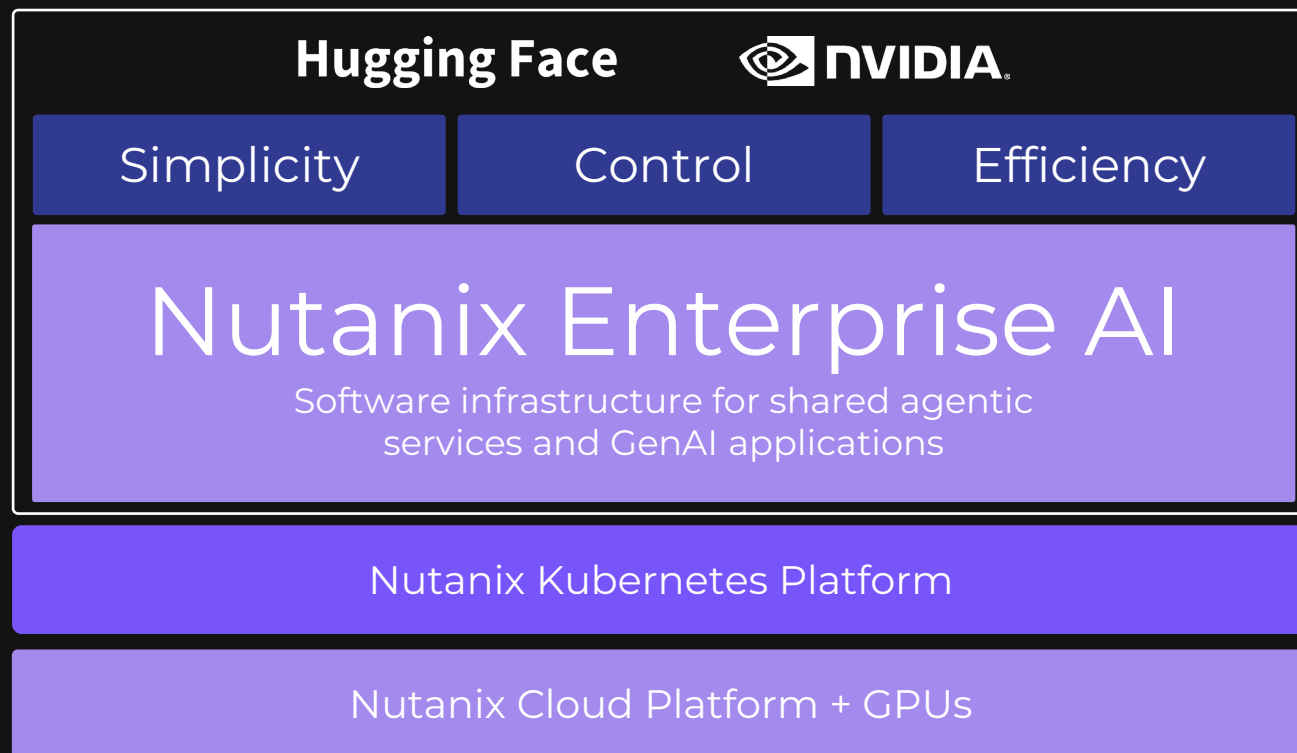 Hugging Face
NVIDIA.
Simplicity
Control
Efficiency
Nutanix Enterprise AI
Software infrastructure for shared agentic
services and GenAI applications
Nutanix Kubernetes Platform
Nutanix Cloud Platform + GPUs